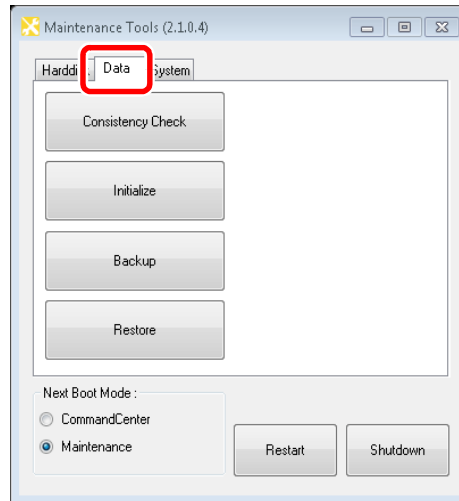 Maintenance Tools (2.1.0.4)
Data System
Consistency Check
Initialize
Backup
Restore
Next Boot Mode :
CommandCenter
Maintenance
Restart Shutdown